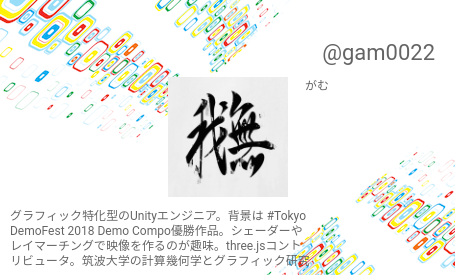 @gam0022
がむ
我無
グラフィック特化型のUnityエンジニア。背景は #Tokyo
DemoFest 2018 Demo Compo優勝作品。シェーダーや
レイマーチングで映像を作るのが趣味。three.jsコント
リビュータ。筑波大学の計算幾何学とグラフィック研究